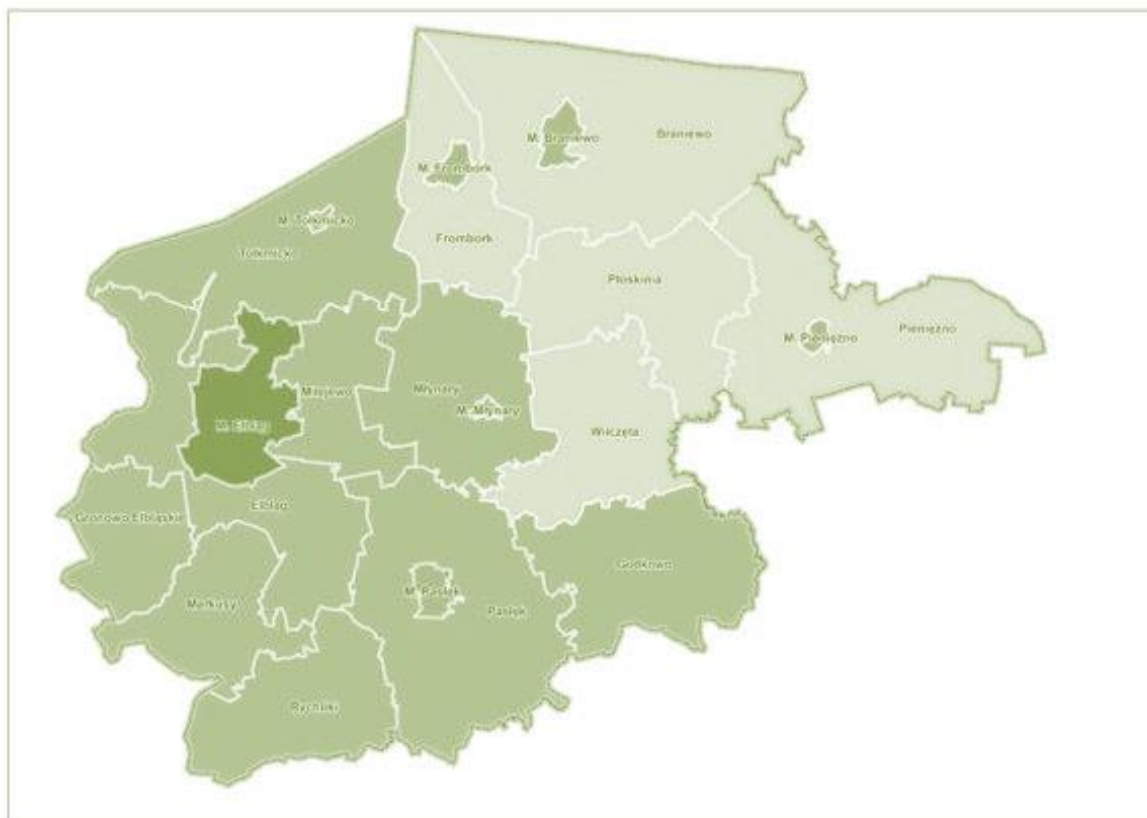 M. Braniewo
Braniewo
M. Frombork
M. Tolkmicko
Frombork
Tolkmicko
Płoskinia
Pieniężno
M. Pieniężno
Milejewo
Młynary
M. Młynary
M. Elbląg
Wilczęta
Elbląg
Gronowo Elbląskie
Godkowo
M. Pasłęk
Markusy
Pasłęk
Rychliki